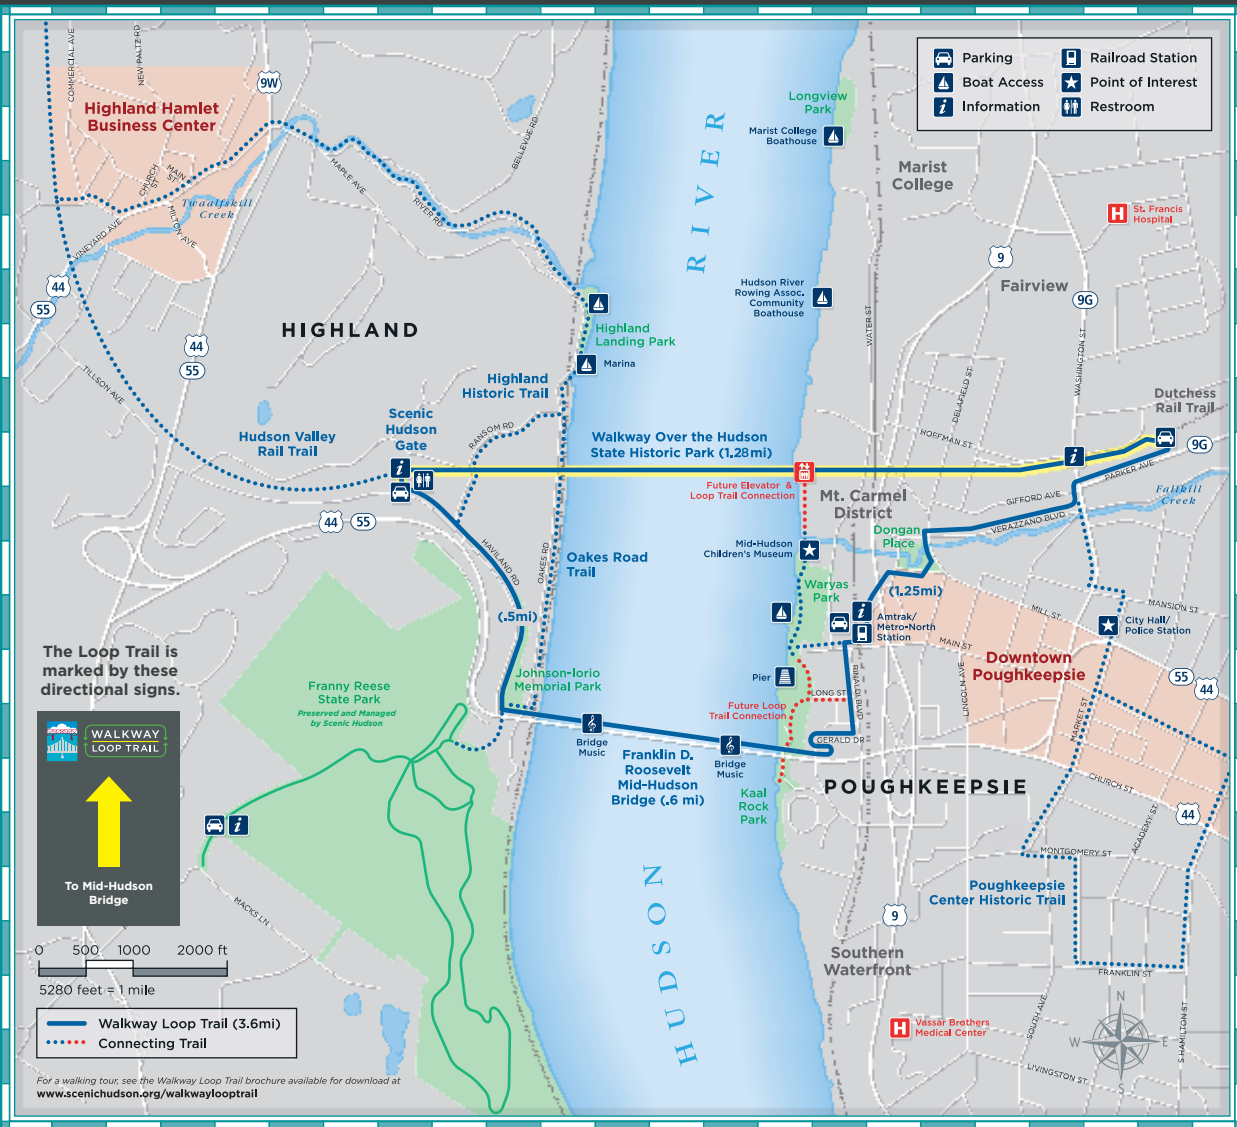 COMMERCIAL AVE
NEW PALTZ RD
9W
Highland Hamlet
Business Center
CHURCH ST
MAIN ST
MILTON AVE
VINEYARD AVE
Twaalfskill
Creek
MAPLE AVE
RIVER RD
BELLEVUE RD
44
55
44
55
TILLSON AVE
HIGHLAND
Highland
Landing Park
Marina
Highland
Historic Trail
RANSOM RD
Scenic
Hudson
Gate
Hudson Valley
Rail Trail
44
55
HAVILAND RD
OAKES RD
Oakes Road
Trail
(.5mi)
Johnson-Iorio
Memorial Park
Franny Reese
State Park
Preserved and Managed
by Scenic Hudson
MACKS LN
RIVER
HUDSON
Walkway Over the Hudson
State Historic Park (1.28mi)
Future Elevator &
Loop Trail Connection
Bridge
Music
Franklin D.
Roosevelt
Mid-Hudson
Bridge (.6 mi)
Bridge
Music
Parking
Boat Access
Information
Railroad Station
Point of Interest
Restroom
Longview
Park
Marist College
Boathouse
Marist
College
H
St. Francis
Hospital
Hudson River
Rowing Assoc.
Community
Boathouse
9
Fairview
9G
WATER ST
WASHINGTON ST
DELAFIELD ST
HOFFMAN ST
Dutchess
Rail Trail
9G
PARKER AVE
Fallkill
Creek
GIFFORD AVE
VERAZZANO BLVD
Mt. Carmel
District
Dongan
Place
Mid-Hudson
Children's Museum
Waryas
Park
(1.25mi)
Amtrak/
Metro-North
Station
MILL ST
MANSION ST
City Hall/
Police Station
MAIN ST
Downtown
Poughkeepsie
55
44
LINCOLN AVE
MARKET ST
Pier
LONG ST
RINALDI BLVD
Future Loop
Trail Connection
GERALD DR
Kaal
Rock
Park
POUGHKEEPSIE
CHURCH ST
44
ACADEMY ST
MONTGOMERY ST
Poughkeepsie
Center Historic Trail
9
Southern
Waterfront
FRANKLIN ST
SOUTH AVE
S HAMILTON ST
LIVINGSTON ST
H
Vassar Brothers
Medical Center
N
W
E
S
The Loop Trail is
marked by these
directional signs.
WALKWAY
LOOP TRAIL
To Mid-Hudson
Bridge
0 500 1000 2000 ft
5280 feet = 1 mile
Walkway Loop Trail (3.6mi)
Connecting Trail
For a walking tour, see the Walkway Loop Trail brochure available for download at
www.scenichudson.org/walkwaylooptrail